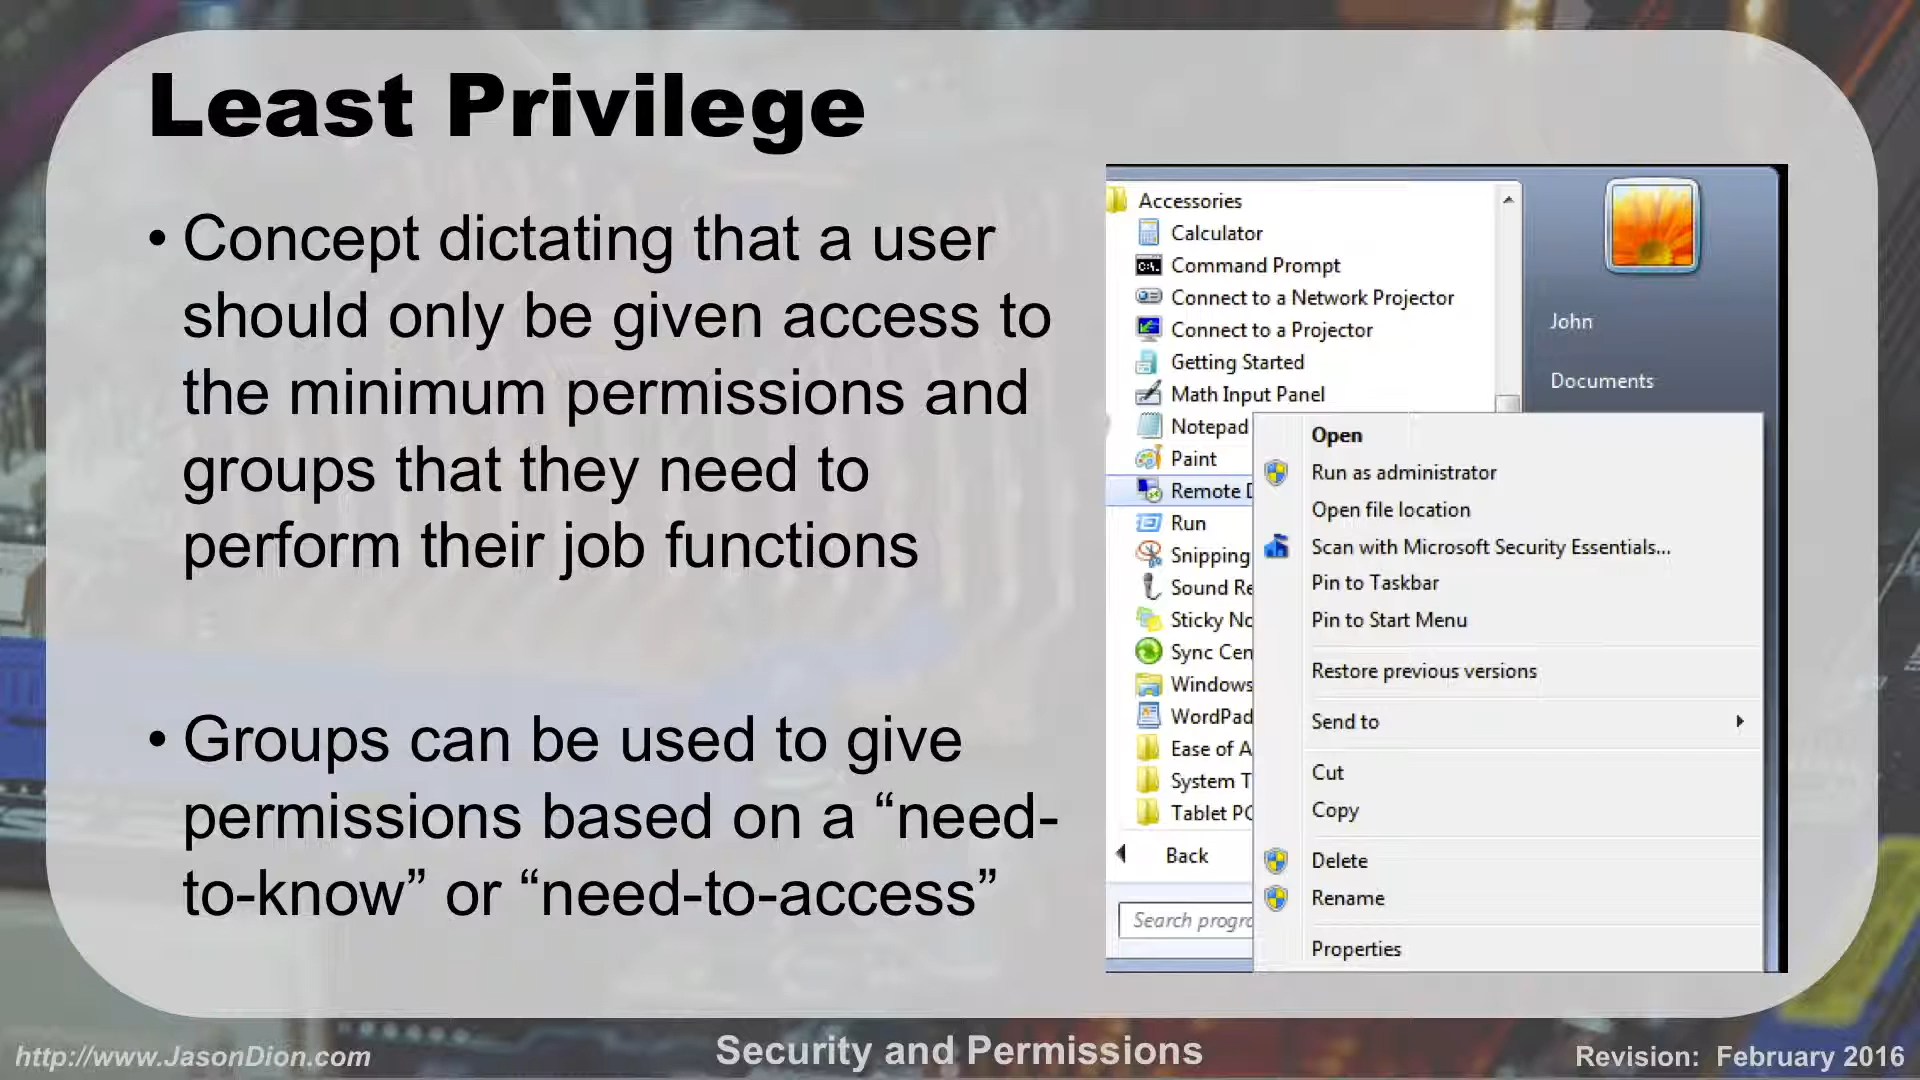 Least Privilege
• Concept dictating that a user
should only be given access to
the minimum permissions and
groups that they need to
perform their job functions
• Groups can be used to give
permissions based on a “need-
to-know” or “need-to-access”
Accessories
Calculator
Command Prompt
Connect to a Network Projector
Connect to a Projector
Getting Started
Math Input Panel
Notepad
Paint
Remote D
Run
Snipping
Sound Re
Sticky No
Sync Cen
Windows
WordPad
Ease of A
System T
Tablet PC
Back
Search progra
John
Documents
Open
Run as administrator
Open file location
Scan with Microsoft Security Essentials...
Pin to Taskbar
Pin to Start Menu
Restore previous versions
Send to
Cut
Copy
Delete
Rename
Properties
http://www.JasonDion.com
Security and Permissions
Revision: February 2016